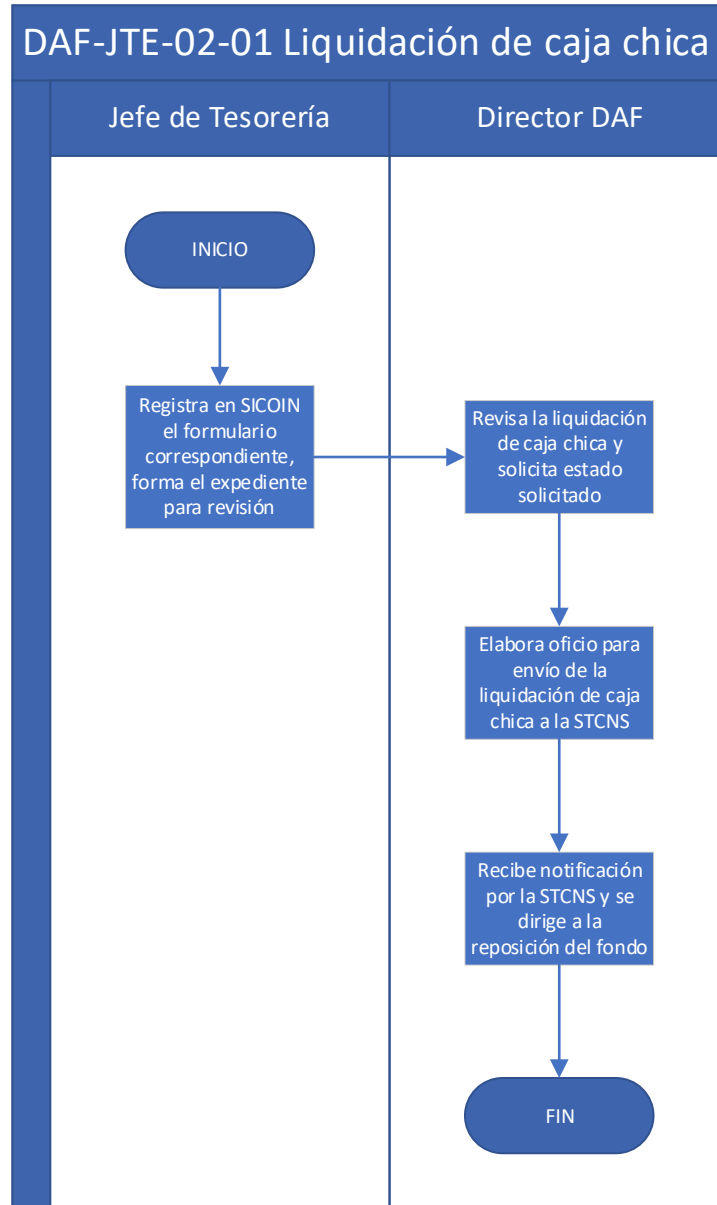 DAF-JTE-02-01 Liquidación de caja chica
Jefe de Tesorería
Director DAF
INICIO
Registra en SICOIN
el formulario
correspondiente,
forma el expediente
para revisión
Revisa la liquidación
de caja chica y
solicita estado
solicitado
Elabora oficio para
envío de la
liquidación de caja
chica a la STCNS
Recibe notificación
por la STCNS y se
dirige a la
reposición del fondo
FIN